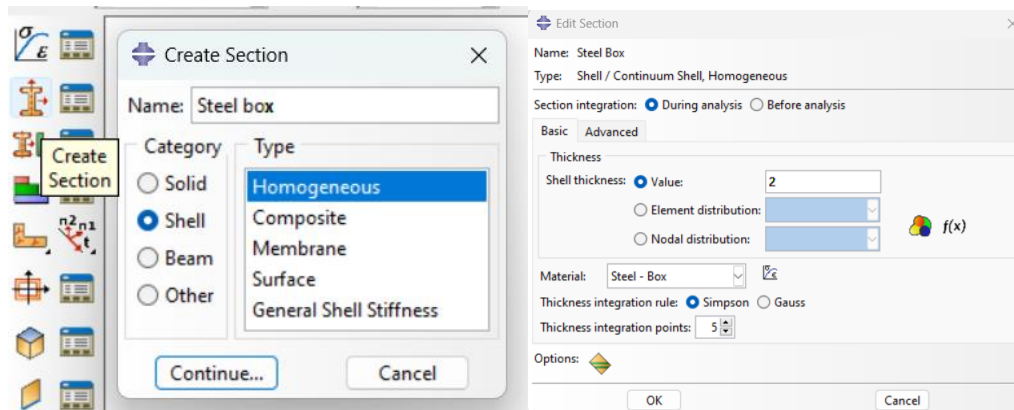 σ
ε
Create
Section
n2 n1
t
Create Section
Name: Steel box
Category
Type
Solid
Shell
Beam
Other
Homogeneous
Composite
Membrane
Surface
General Shell Stiffness
Continue...
Cancel
Edit Section
Name: Steel Box
Type: Shell / Continuum Shell, Homogeneous
Section integration: During analysis Before analysis
Basic Advanced
Thickness
Shell thickness: Value: 2
Element distribution:
Nodal distribution:
f(x)
Material: Steel - Box
σ
ε
Thickness integration rule: Simpson Gauss
Thickness integration points: 5
Options:
OK Cancel